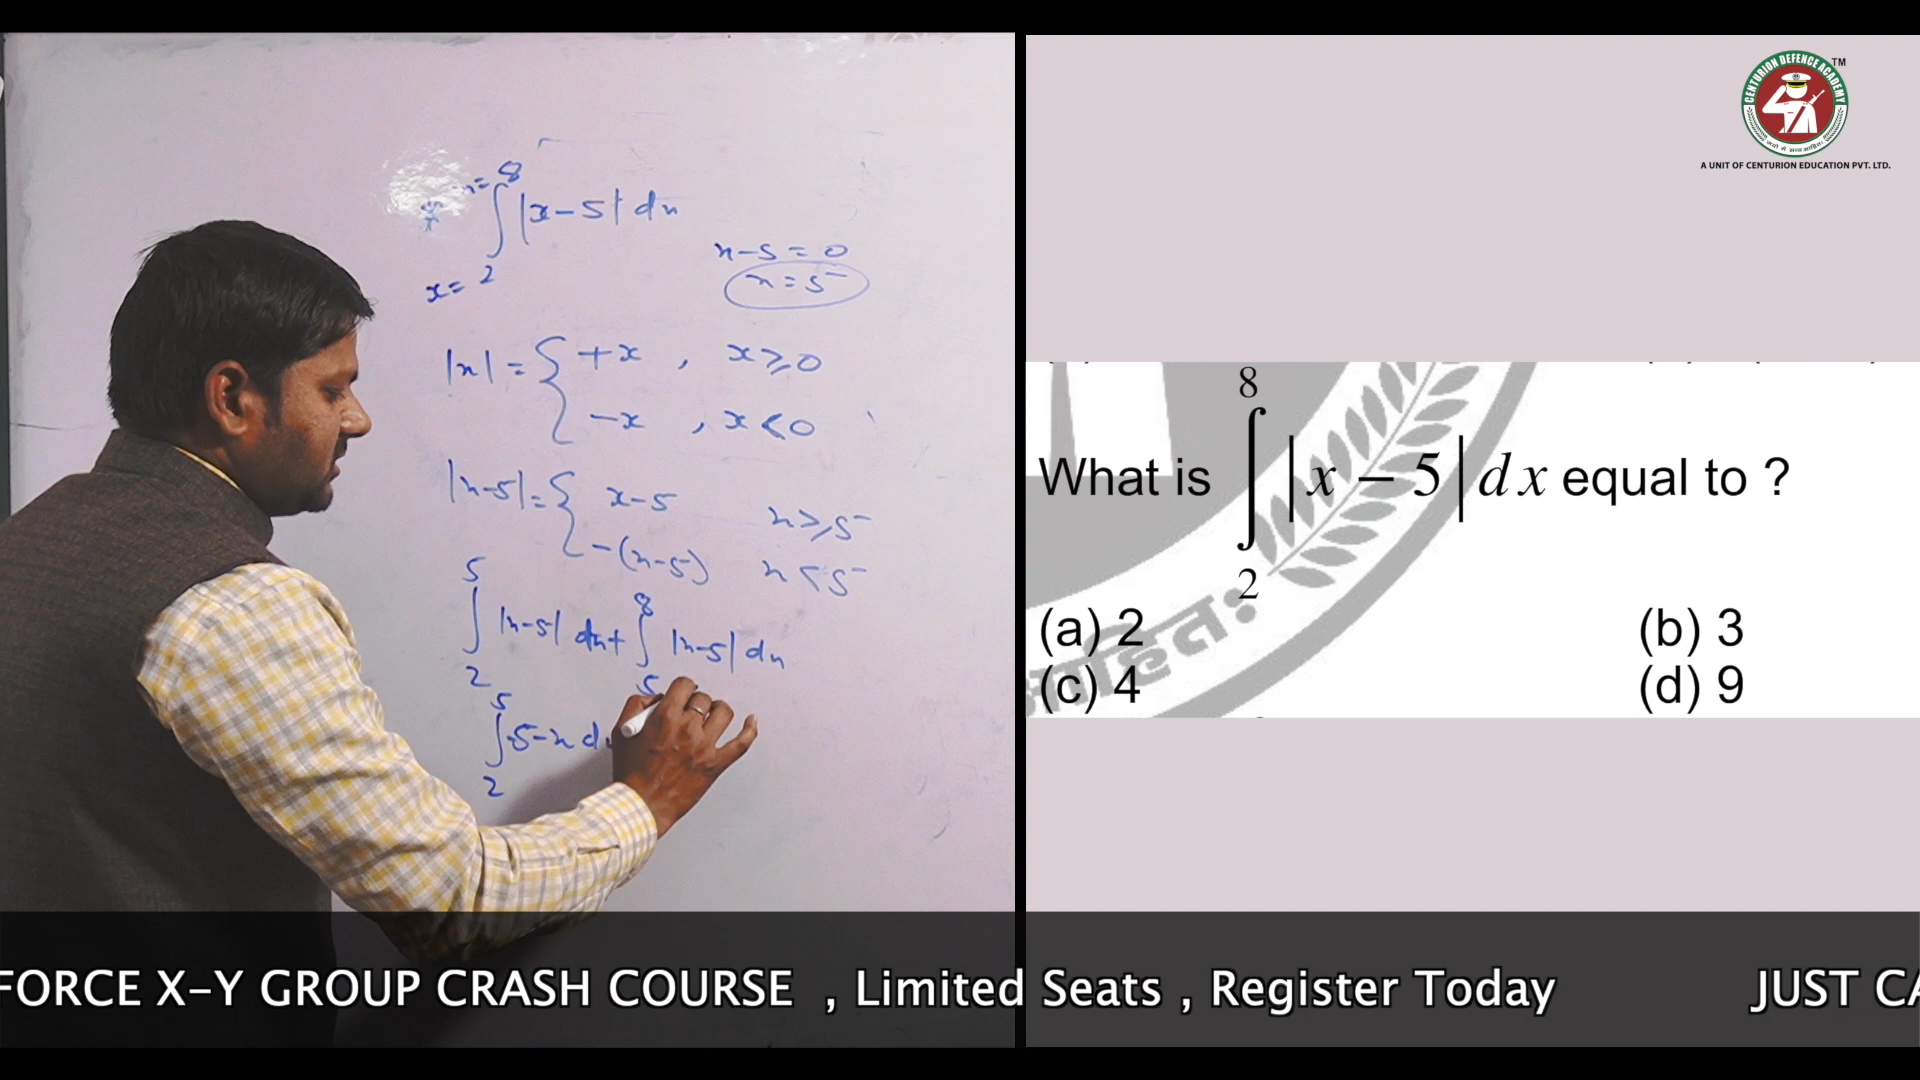 x= 8
∫ |x-5| dx
x= 2
x-5=0
x=5
|x| = { +x , x≥0
-x , x<0
|x-5| = { x-5 x≥5
-(x-5) x<5
5 8
∫ |x-5| dx + ∫ |x-5| dx
2 5
5
∫ 5-x
2
CENTURION DEFENCE ACADEMY
TM
A UNIT OF CENTURION EDUCATION PVT. LTD.
8
What is ∫ |x − 5| dx equal to ?
2
(a) 2 (b) 3
(c) 4 (d) 9
FORCE X-Y GROUP CRASH COURSE , Limited Seats , Register Today JUST CA